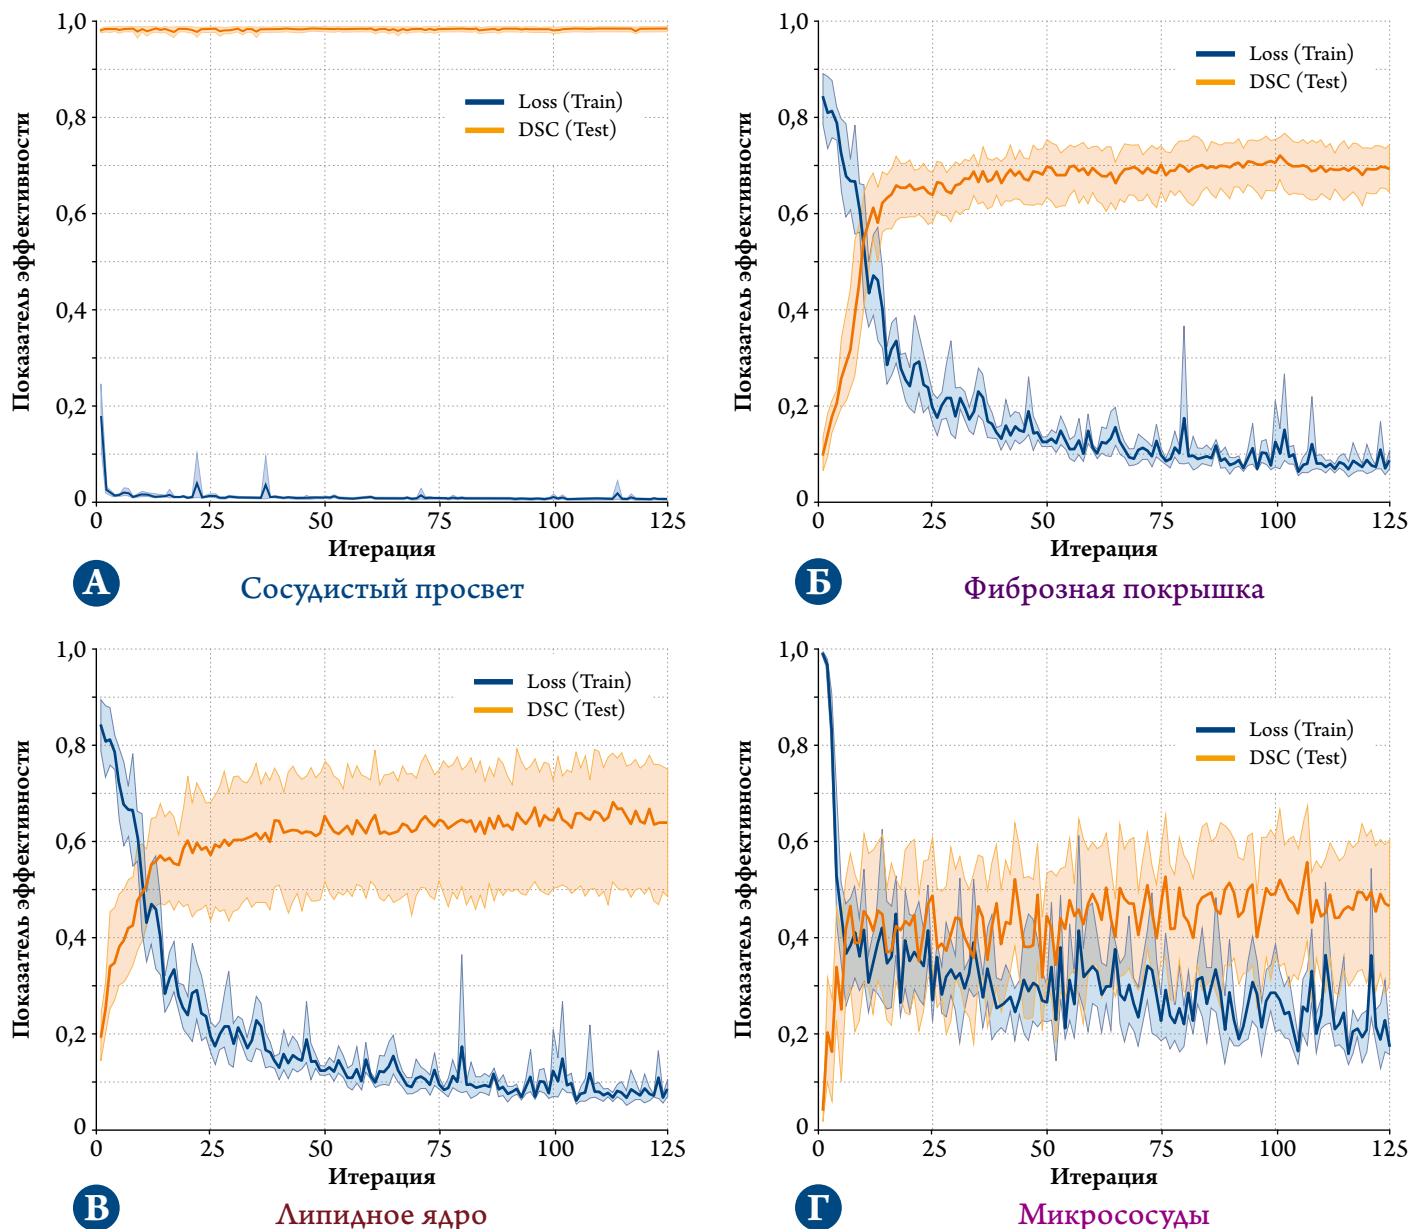 1,0
0,8
0,6
0,4
0,2
0
Показатель эффективности
Loss (Train)
DSC (Test)
0 25 50 75 100 125
Итерация
А Сосудистый просвет
1,0
0,8
0,6
0,4
0,2
0
Показатель эффективности
Loss (Train)
DSC (Test)
0 25 50 75 100 125
Итерация
Б Фиброзная покрышка
1,0
0,8
0,6
0,4
0,2
0
Показатель эффективности
Loss (Train)
DSC (Test)
0 25 50 75 100 125
Итерация
В Липидное ядро
1,0
0,8
0,6
0,4
0,2
0
Показатель эффективности
Loss (Train)
DSC (Test)
0 25 50 75 100 125
Итерация
Г Микрососуды